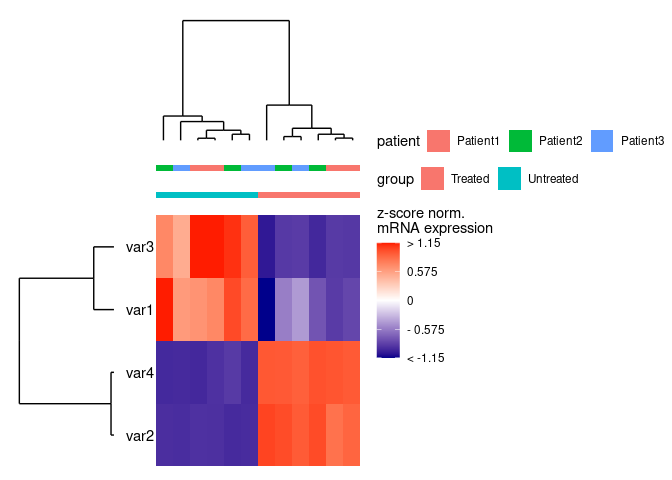 patient Patient1 Patient2 Patient3
group Treated Untreated
z-score norm.
mRNA expression
> 1.15
0.575
0
- 0.575
< -1.15
var3
var1
var4
var2